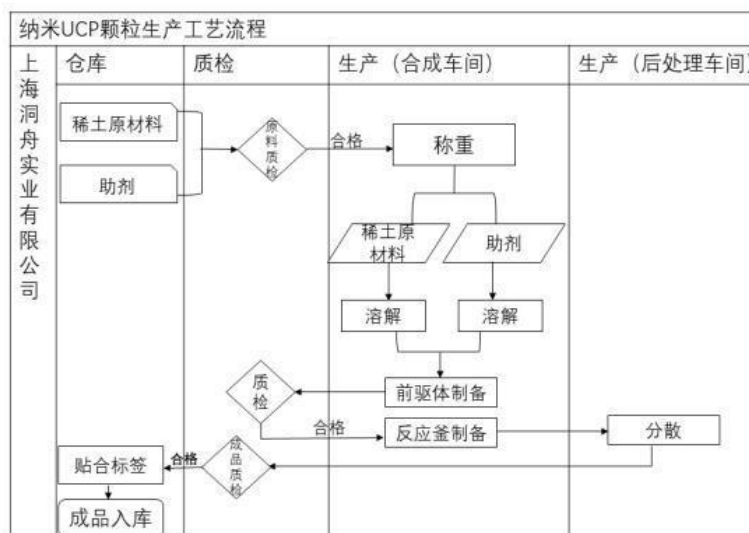 纳米UCP颗粒生产工艺流程
上海洞舟实业有限公司
仓库
质检
生产（合成车间）
生产（后处理车间）
稀土原材料
助剂
原料质检
合格
称重
稀土原
材料
助剂
溶解
溶解
前驱体制备
质检
合格
反应釜制备
分散
成品质检
合格
贴合标签
成品入库